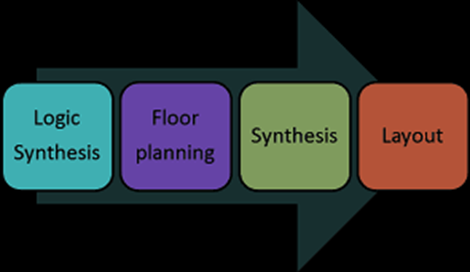 Logic
Synthesis
Floor
planning
Synthesis
Layout